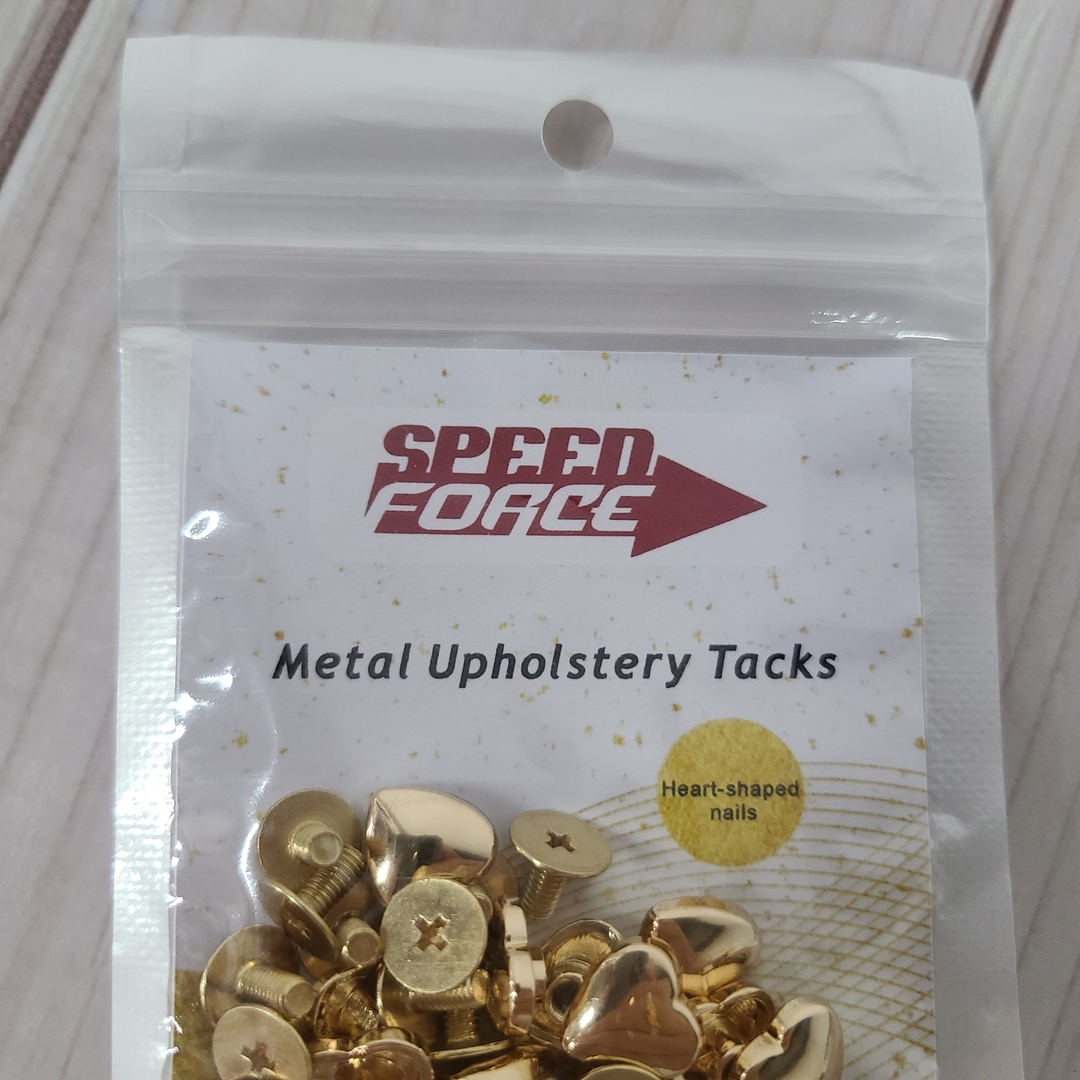 SPEED
FORCE
Metal Upholstery Tacks
Heart-shaped
nails